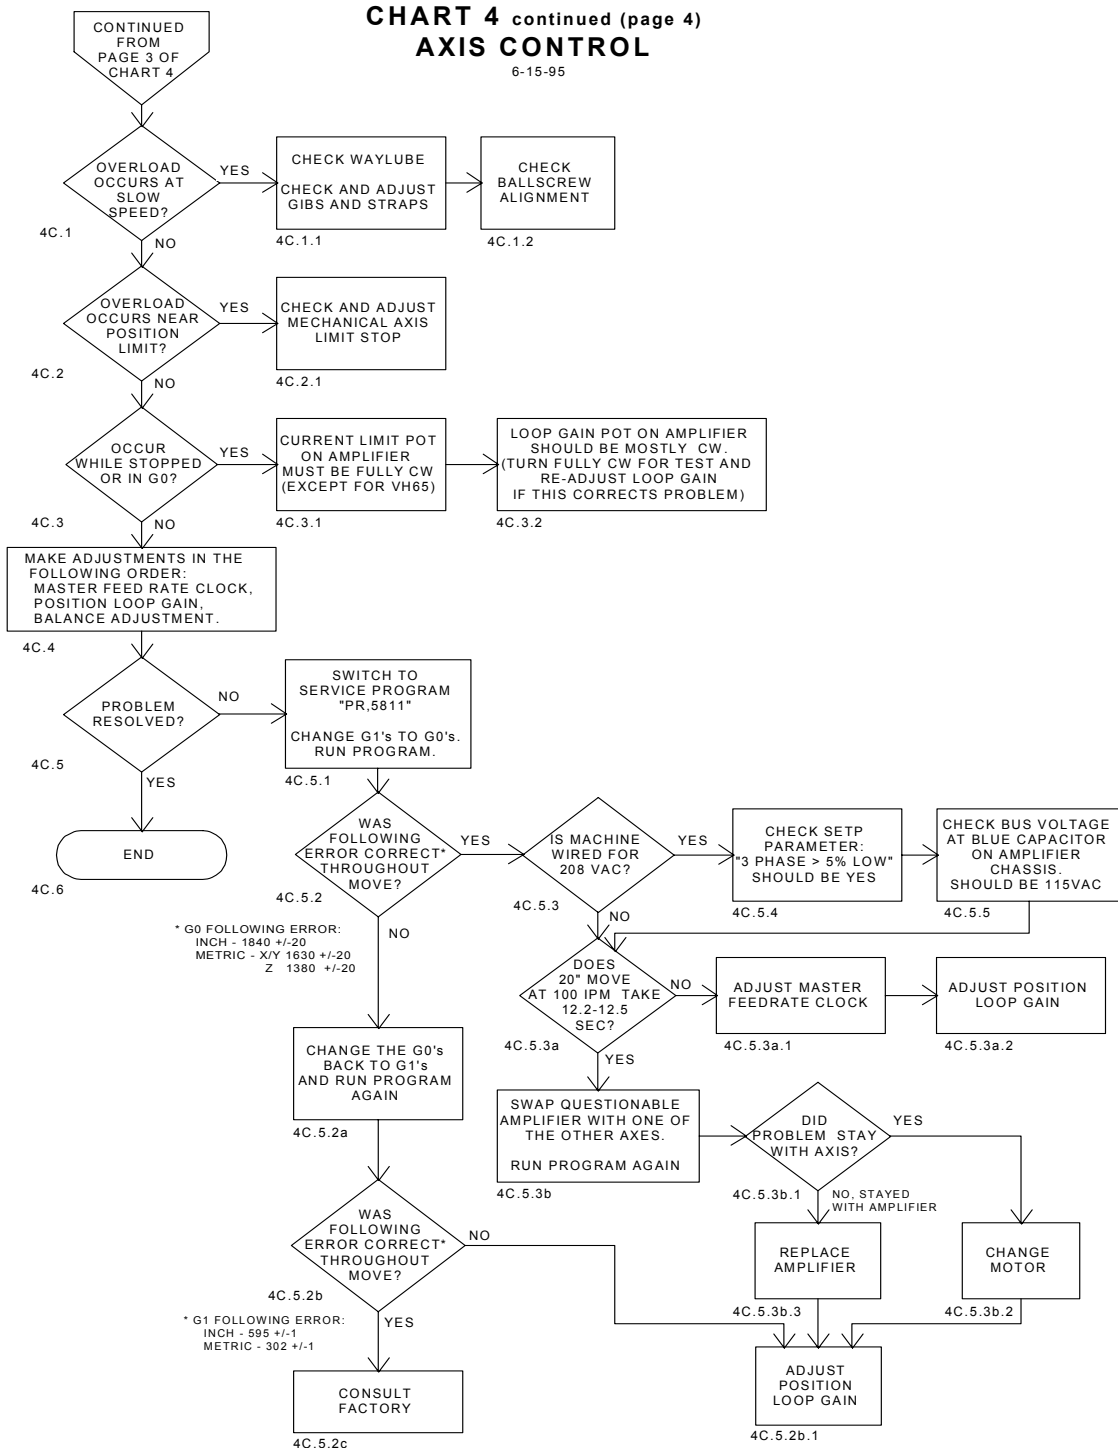 CHART 4 continued (page 4)
AXIS CONTROL
6-15-95
CONTINUED
FROM
PAGE 3 OF
CHART 4
OVERLOAD
OCCURS AT
SLOW
SPEED?
4C.1
YES
NO
CHECK WAYLUBE
CHECK AND ADJUST
GIBS AND STRAPS
4C.1.1
CHECK
BALLSCREW
ALIGNMENT
4C.1.2
OVERLOAD
OCCURS NEAR
POSITION
LIMIT?
4C.2
YES
NO
CHECK AND ADJUST
MECHANICAL AXIS
LIMIT STOP
4C.2.1
OCCUR
WHILE STOPPED
OR IN G0?
4C.3
YES
NO
CURRENT LIMIT POT
ON AMPLIFIER
MUST BE FULLY CW
(EXCEPT FOR VH65)
4C.3.1
LOOP GAIN POT ON AMPLIFIER
SHOULD BE MOSTLY CW.
(TURN FULLY CW FOR TEST AND
RE-ADJUST LOOP GAIN
IF THIS CORRECTS PROBLEM)
4C.3.2
MAKE ADJUSTMENTS IN THE
FOLLOWING ORDER:
MASTER FEED RATE CLOCK,
POSITION LOOP GAIN,
BALANCE ADJUSTMENT.
4C.4
PROBLEM
RESOLVED?
4C.5
NO
YES
END
4C.6
SWITCH TO
SERVICE PROGRAM
"PR,5811"
CHANGE G1's TO G0's.
RUN PROGRAM.
4C.5.1
WAS
FOLLOWING
ERROR CORRECT*
THROUGHOUT
MOVE?
4C.5.2
YES
NO
* G0 FOLLOWING ERROR:
INCH - 1840 +/-20
METRIC - X/Y 1630 +/-20
Z 1380 +/-20
IS MACHINE
WIRED FOR
208 VAC?
4C.5.3
YES
NO
CHECK SETP
PARAMETER:
"3 PHASE > 5% LOW"
SHOULD BE YES
4C.5.4
CHECK BUS VOLTAGE
AT BLUE CAPACITOR
ON AMPLIFIER
CHASSIS.
SHOULD BE 115VAC
4C.5.5
DOES
20" MOVE
AT 100 IPM TAKE
12.2-12.5
SEC?
4C.5.3a
NO
YES
ADJUST MASTER
FEEDRATE CLOCK
4C.5.3a.1
ADJUST POSITION
LOOP GAIN
4C.5.3a.2
CHANGE THE G0's
BACK TO G1's
AND RUN PROGRAM
AGAIN
4C.5.2a
SWAP QUESTIONABLE
AMPLIFIER WITH ONE OF
THE OTHER AXES.
RUN PROGRAM AGAIN
4C.5.3b
DID
PROBLEM STAY
WITH AXIS?
4C.5.3b.1
YES
NO, STAYED
WITH AMPLIFIER
REPLACE
AMPLIFIER
4C.5.3b.3
CHANGE
MOTOR
4C.5.3b.2
WAS
FOLLOWING
ERROR CORRECT*
THROUGHOUT
MOVE?
4C.5.2b
NO
YES
* G1 FOLLOWING ERROR:
INCH - 595 +/-1
METRIC - 302 +/-1
CONSULT
FACTORY
4C.5.2c
ADJUST
POSITION
LOOP GAIN
4C.5.2b.1